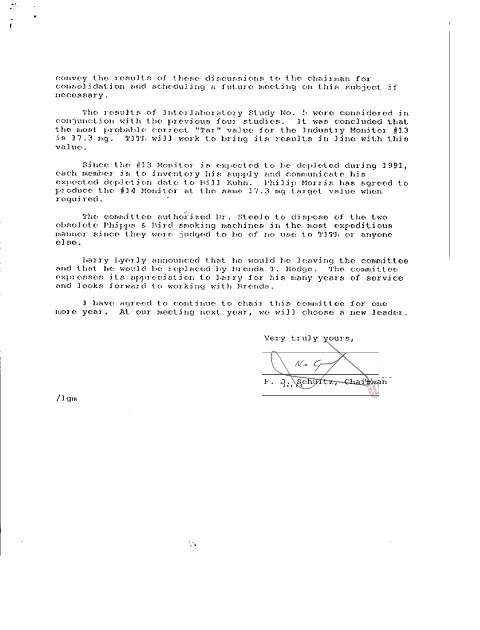 convey the results of these discussions to the chairman for
consolidation and scheduling a future meeting on this subject if
necessary.
The results of Interlaboratory Study No. 5 were considered in
conjunction with the previous four studies. It was concluded that
the most probable correct "Tar" value for the Industry Monitor #13
is 17.3 mg. TITL will work to bring its results in line with this
value.
Since the #13 Monitor is expected to be depleted during 1991,
each member is to inventory his supply and communicate his
expected depletion date to Bill Kuhn. Philip Morris has agreed to
produce the #14 Monitor at the same 17.3 mg target value when
required.
The committee authorized Dr. Steele to dispose of the two
obsolete Phipps & Bird smoking machines in the most expeditious
manner since they were judged to be of no use to TITL or anyone
else.
Larry Lyerly announced that he would be leaving the committee
and that he would be replaced by Brenda T. Hodge. The committee
expresses its appreciation to Larry for his many years of service
and looks forward to working with Brenda.
I have agreed to continue to chair this committee for one
more year. At our meeting next year, we will choose a new leader.
Very truly yours,
F. J. Schultz, Chairman
/lgm